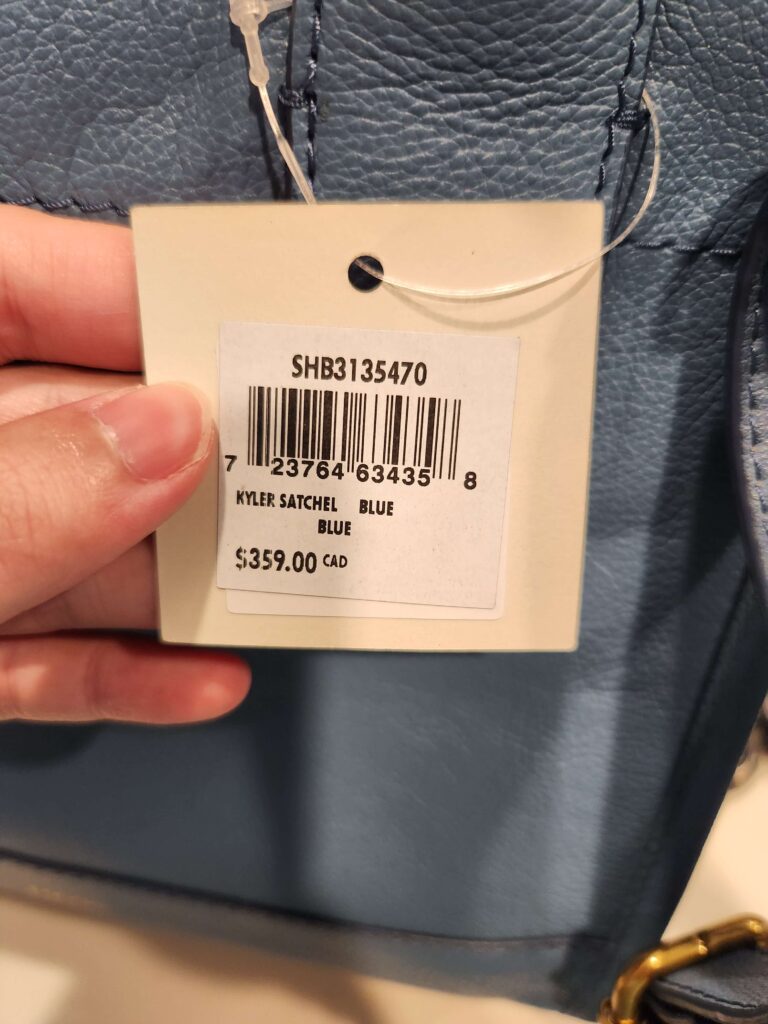 SHB3135470
7 23764 63435 8
KYLER SATCHEL BLUE
BLUE
$359.00 CAD